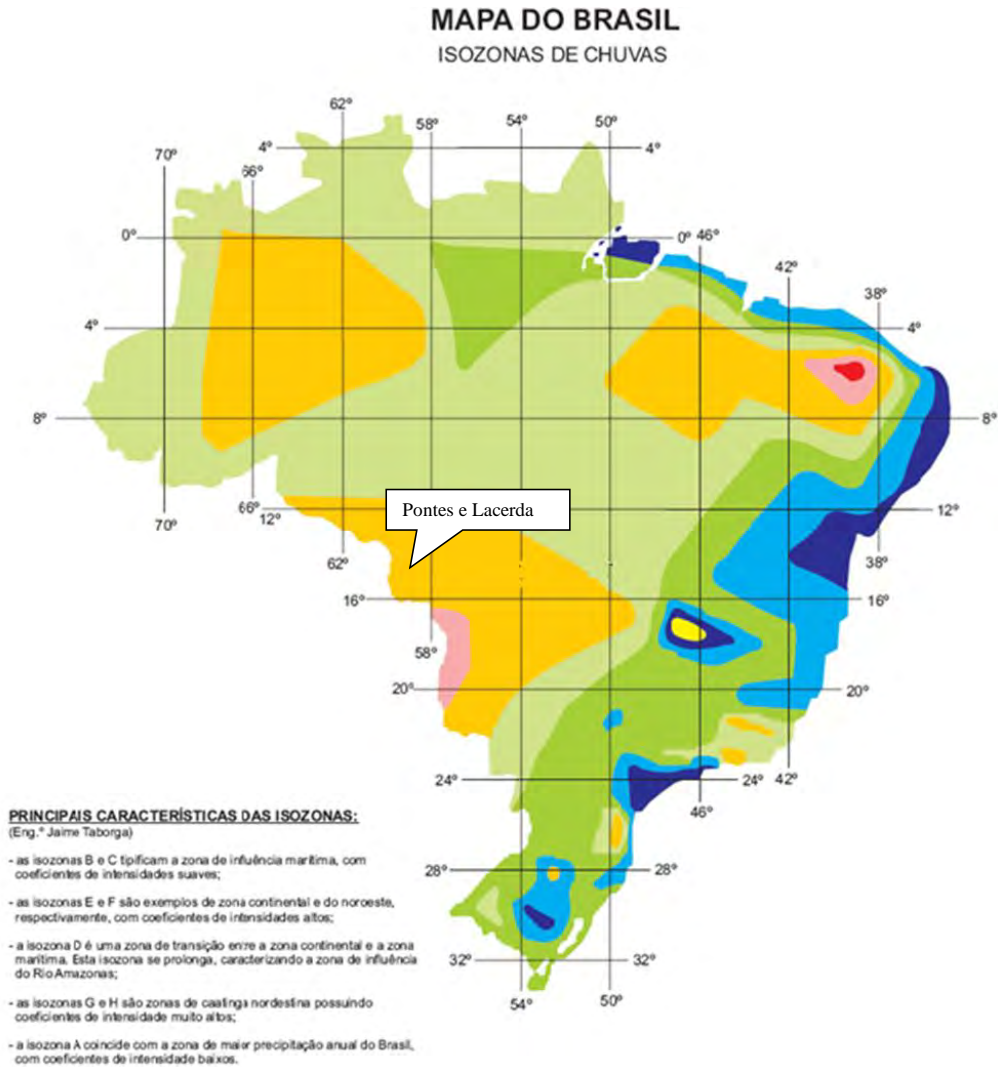 MAPA DO BRASIL
ISOZONAS DE CHUVAS
62º
58º
54º
50º
4º
4º
70º
66º
0º
0º
46º
42º
38º
4º
4º
8º
8º
Pontes e Lacerda
70º
66º
12º
12º
62º
38º
16º
16º
58º
20º
20º
24º
24º
42º
46º
28º
28º
32º
32º
54º
50º
PRINCIPAIS CARACTERÍSTICAS DAS ISOZONAS:
(Eng.º Jaime Taborga)
- as isozonas B e C tipificam a zona de infuência marítima, com
coeficientes de intensidades suaves;
- as isozonas E e F são exemplos de zona continental e do noroeste,
respectivamente, com coeficientes de intensidades altos;
- a isozona D é uma zona de transição enre a zona continental e a zona
marítima. Esta isozona se prolonga, caracterizando a zona de influência
do Rio Amazonas;
- as isozonas G e H são zonas de caatinga nordestina possuindo
coeficientes de intensidade muito altos;
- a isozona A coincide com a zona de maior precipitação anual do Brasil,
com coeficientes de intensidade baixos.